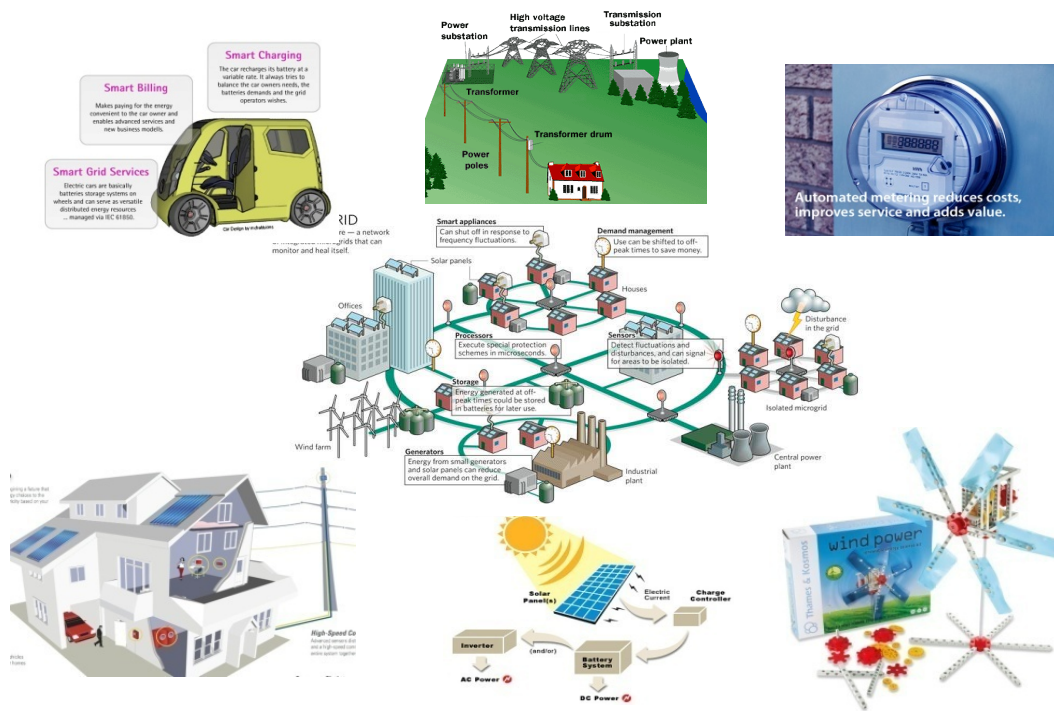 Smart Charging
The car recharges its battery at a
variable rate. It always tries to
balance the car owners needs, the
batteries demands and the grid
operators wishes.
Smart Billing
Makes paying for the energy
convenient to the car owner and
enables advanced services and
new business modells.
Smart Grid Services
Electric cars are basically
batteries storage systems on
wheels and can serve as versatile
distributed energy resources
... managed via IEC 61850.
High voltage
transmission lines
Power
substation
Transmission
substation
Power plant
Transformer
Transformer drum
Power
poles
Automated metering reduces costs,
improves service and adds value.
RID
re — a network
rids that can
monitor and heal itself.
Smart appliances
Can shut off in response to
frequency fluctuations.
Demand management
Use can be shifted to off-
peak times to save money.
Solar panels
Houses
Offices
Processors
Execute special protection
schemes in microseconds.
Sensors
Detect fluctuations and
disturbances, and can signal
for areas to be isolated.
Disturbance
in the grid
Storage
Energy generated at off-
peak times could be stored
in batteries for later use.
Isolated microgrid
Wind farm
Generators
Energy from small generators
and solar panels can reduce
overall demand on the grid.
Industrial
plant
Central power
plant
High-Speed Co
Solar
Panel(s)
Electric
Current
Charge
Controller
Inverter
(and/or)
Battery
System
AC Power
DC Power
wind power
Thames & Kosmos